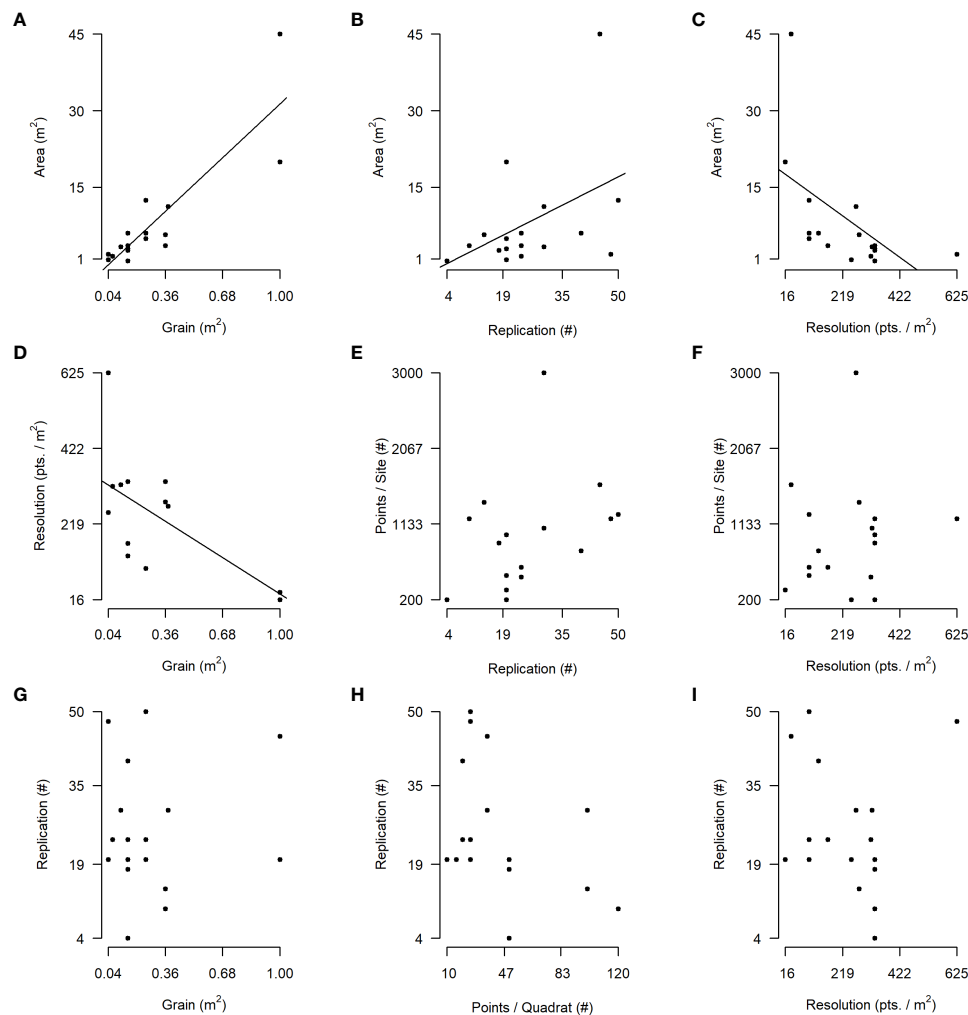 A
B
C
45
30
15
1
Area (m²)
0.04 0.36 0.68 1.00
Grain (m²)
45
30
15
1
Area (m²)
4 19 35 50
Replication (#)
45
30
15
1
Area (m²)
16 219 422 625
Resolution (pts. / m²)
D
E
F
625
422
219
16
Resolution (pts. / m²)
0.04 0.36 0.68 1.00
Grain (m²)
3000
2067
1133
200
Points / Site (#)
4 19 35 50
Replication (#)
3000
2067
1133
200
Points / Site (#)
16 219 422 625
Resolution (pts. / m²)
G
H
I
50
35
19
4
Replication (#)
0.04 0.36 0.68 1.00
Grain (m²)
50
35
19
4
Replication (#)
10 47 83 120
Points / Quadrat (#)
50
35
19
4
Replication (#)
16 219 422 625
Resolution (pts. / m²)